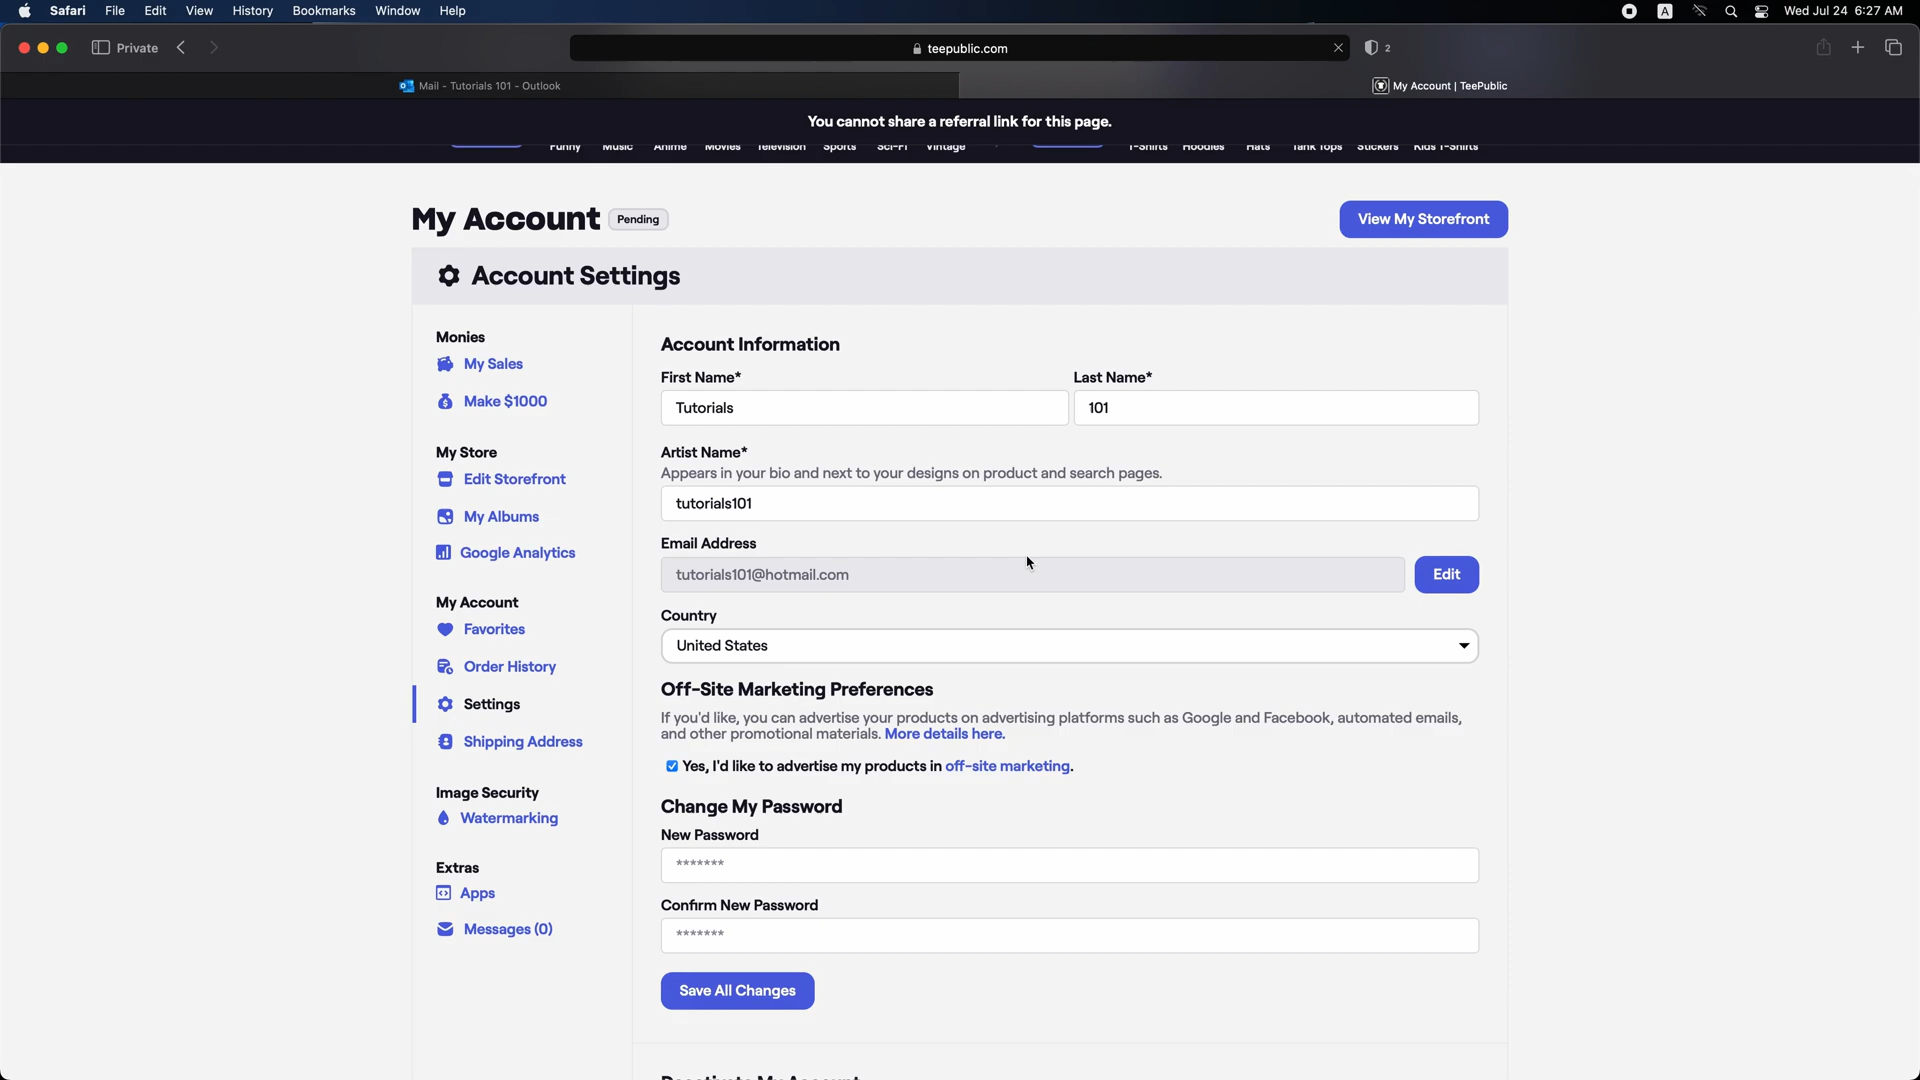 Safari File Edit View History Bookmarks Window Help
A Wed Jul 24 6:27 AM
Private
teepublic.com
2
Mail - Tutorials 101 - Outlook
My Account | TeePublic
You cannot share a referral link for this page.
Funny Music Anime Movies Television Sports Sci-Fi Vintage T-Shirts Hoodies Hats Tank Tops Stickers Kids T-Shirts
My Account Pending
View My Storefront
Account Settings
Monies
My Sales
Make $1000
My Store
Edit Storefront
My Albums
Google Analytics
My Account
Favorites
Order History
Settings
Shipping Address
Image Security
Watermarking
Extras
Apps
Messages (0)
Account Information
First Name* Last Name*
Tutorials 101
Artist Name*
Appears in your bio and next to your designs on product and search pages.
tutorials101
Email Address
tutorials101@hotmail.com Edit
Country
United States
Off-Site Marketing Preferences
If you'd like, you can advertise your products on advertising platforms such as Google and Facebook, automated emails,
and other promotional materials. More details here.
Yes, I'd like to advertise my products in off-site marketing.
Change My Password
New Password
*******
Confirm New Password
*******
Save All Changes
Deactivate My Account